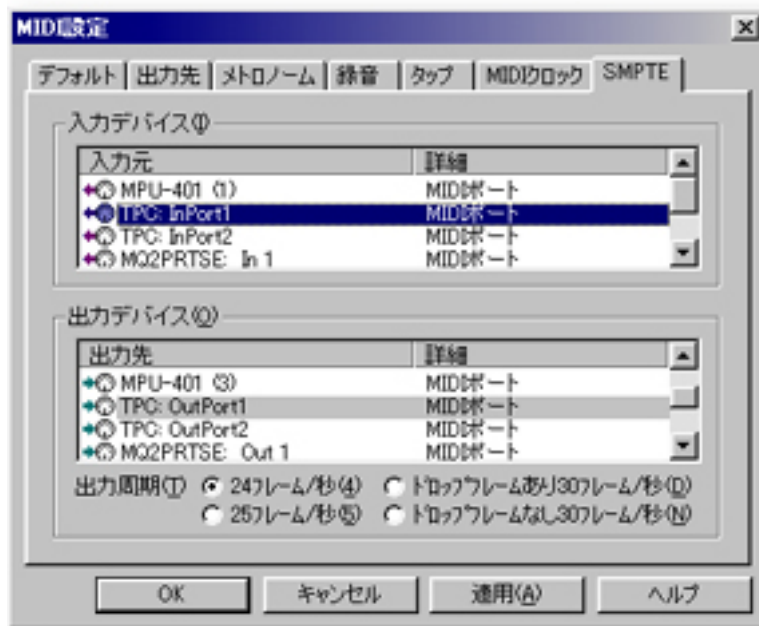 MIDI設定
デフォルト 出力先 メトロノーム 録音 タップ MIDIクロック SMPTE
入力デバイス(I)
入力元 詳細
MPU-401 (1) MIDIポート
TPC: InPort1 MIDIポート
TPC: InPort2 MIDIポート
MQ2PRTSE: In 1 MIDIポート
出力デバイス(O)
出力先 詳細
MPU-401 (3) MIDIポート
TPC: OutPort1 MIDIポート
TPC: OutPort2 MIDIポート
MQ2PRTSE: Out 1 MIDIポート
出力周期(T) 24フレーム/秒(4) ドロップフレームあり30フレーム/秒(D)
25フレーム/秒(5) ドロップフレームなし30フレーム/秒(N)
OK キャンセル 適用(A) ヘルプ